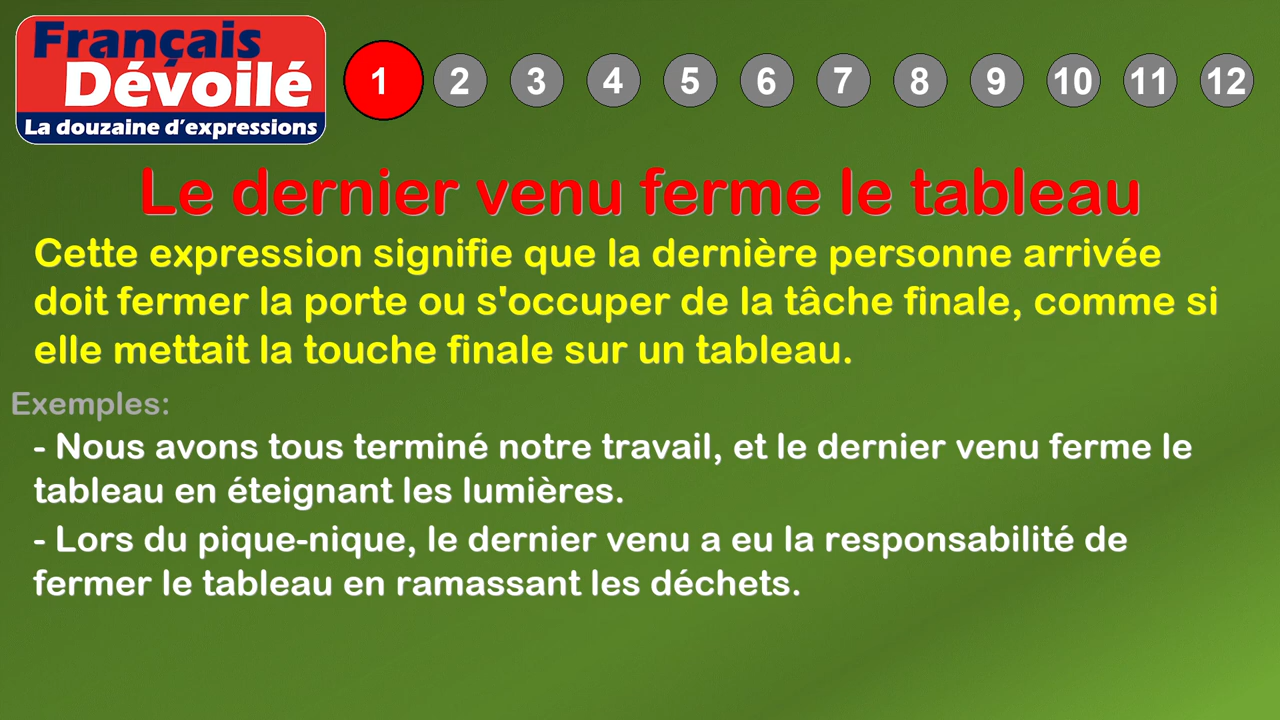 Français
Dévoilé
La douzaine d'expressions
1 2 3 4 5 6 7 8 9 10 11 12
Le dernier venu ferme le tableau
Cette expression signifie que la dernière personne arrivée
doit fermer la porte ou s'occuper de la tâche finale, comme si
elle mettait la touche finale sur un tableau.
Exemples:
- Nous avons tous terminé notre travail, et le dernier venu ferme le
tableau en éteignant les lumières.
- Lors du pique-nique, le dernier venu a eu la responsabilité de
fermer le tableau en ramassant les déchets.